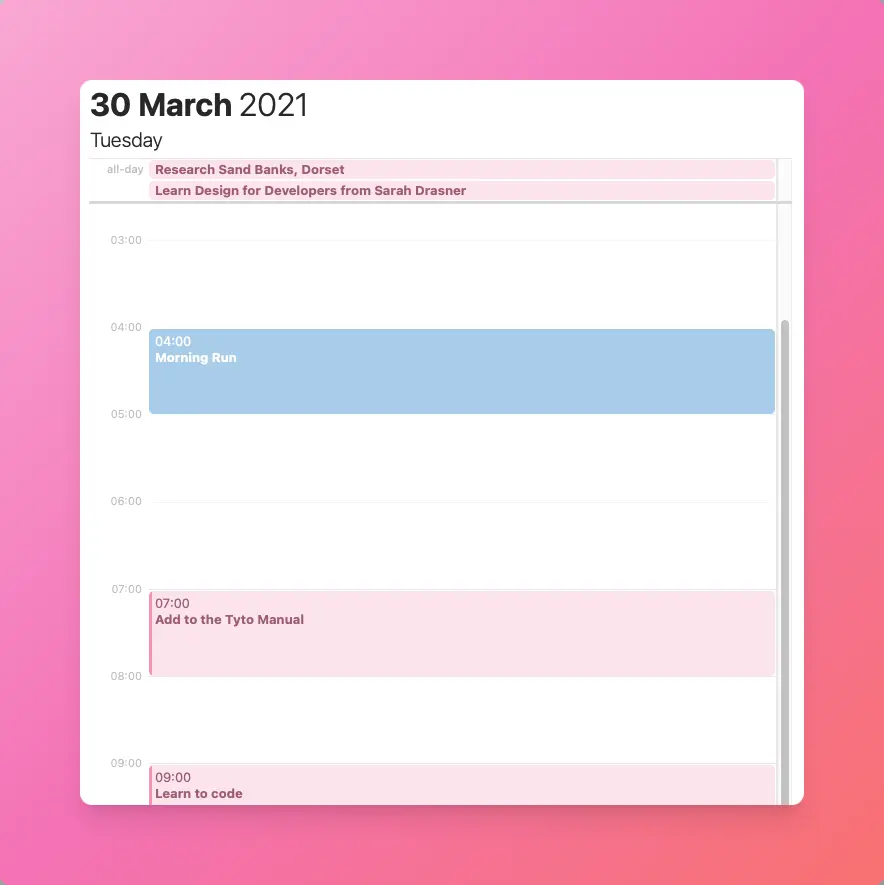 30 March 2021
Tuesday
all-day
Research Sand Banks, Dorset
Learn Design for Developers from Sarah Drasner
03:00
04:00
04:00
Morning Run
05:00
06:00
07:00
07:00
Add to the Tyto Manual
08:00
09:00
09:00
Learn to code